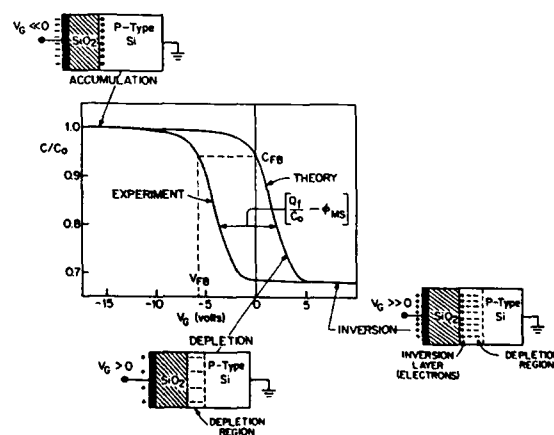 V_G ≪ 0
SiO₂
P-Type
Si
ACCUMULATION
1.0
C/C₀
0.9
0.8
0.7
C_FB
THEORY
EXPERIMENT
[Q_f/C₀ − ϕ_MS]
V_FB
-15
-10
-5
0
5
V_G (volts)
INVERSION
DEPLETION
V_G > 0
SiO₂
P-Type
Si
DEPLETION
REGION
V_G ≫ 0
SiO₂
P-Type
Si
INVERSION
LAYER
(ELECTRONS)
DEPLETION
REGION